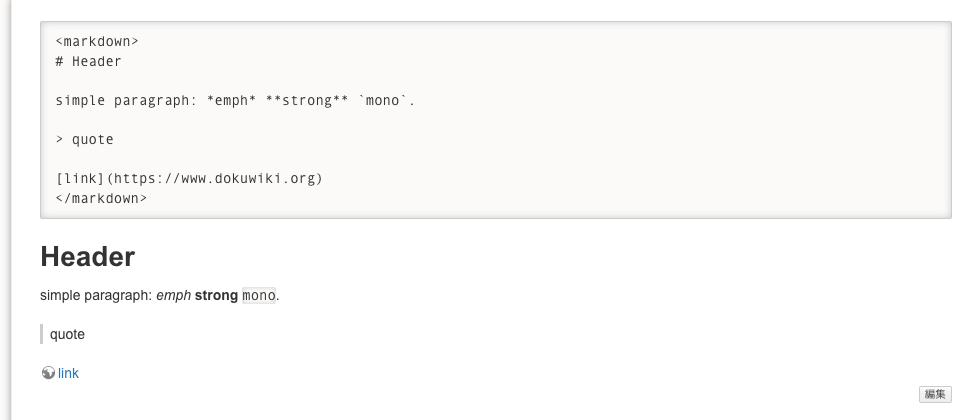 <markdown>
# Header
simple paragraph: *emph* **strong** `mono`.
> quote
[link](https://www.dokuwiki.org)
</markdown>
Header
simple paragraph: emph strong mono.
quote
link
編集